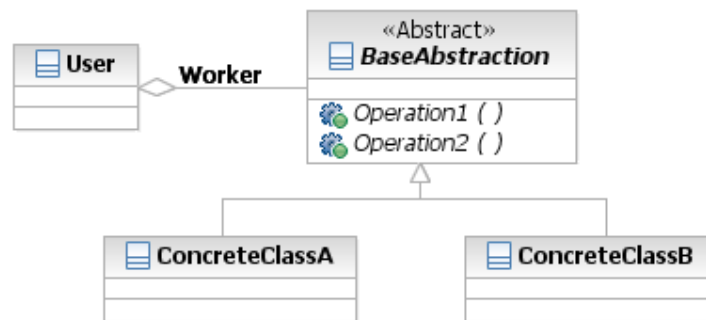 «Abstract»
User
BaseAbstraction
Worker
Operation1 ( )
Operation2 ( )
ConcreteClassA
ConcreteClassB